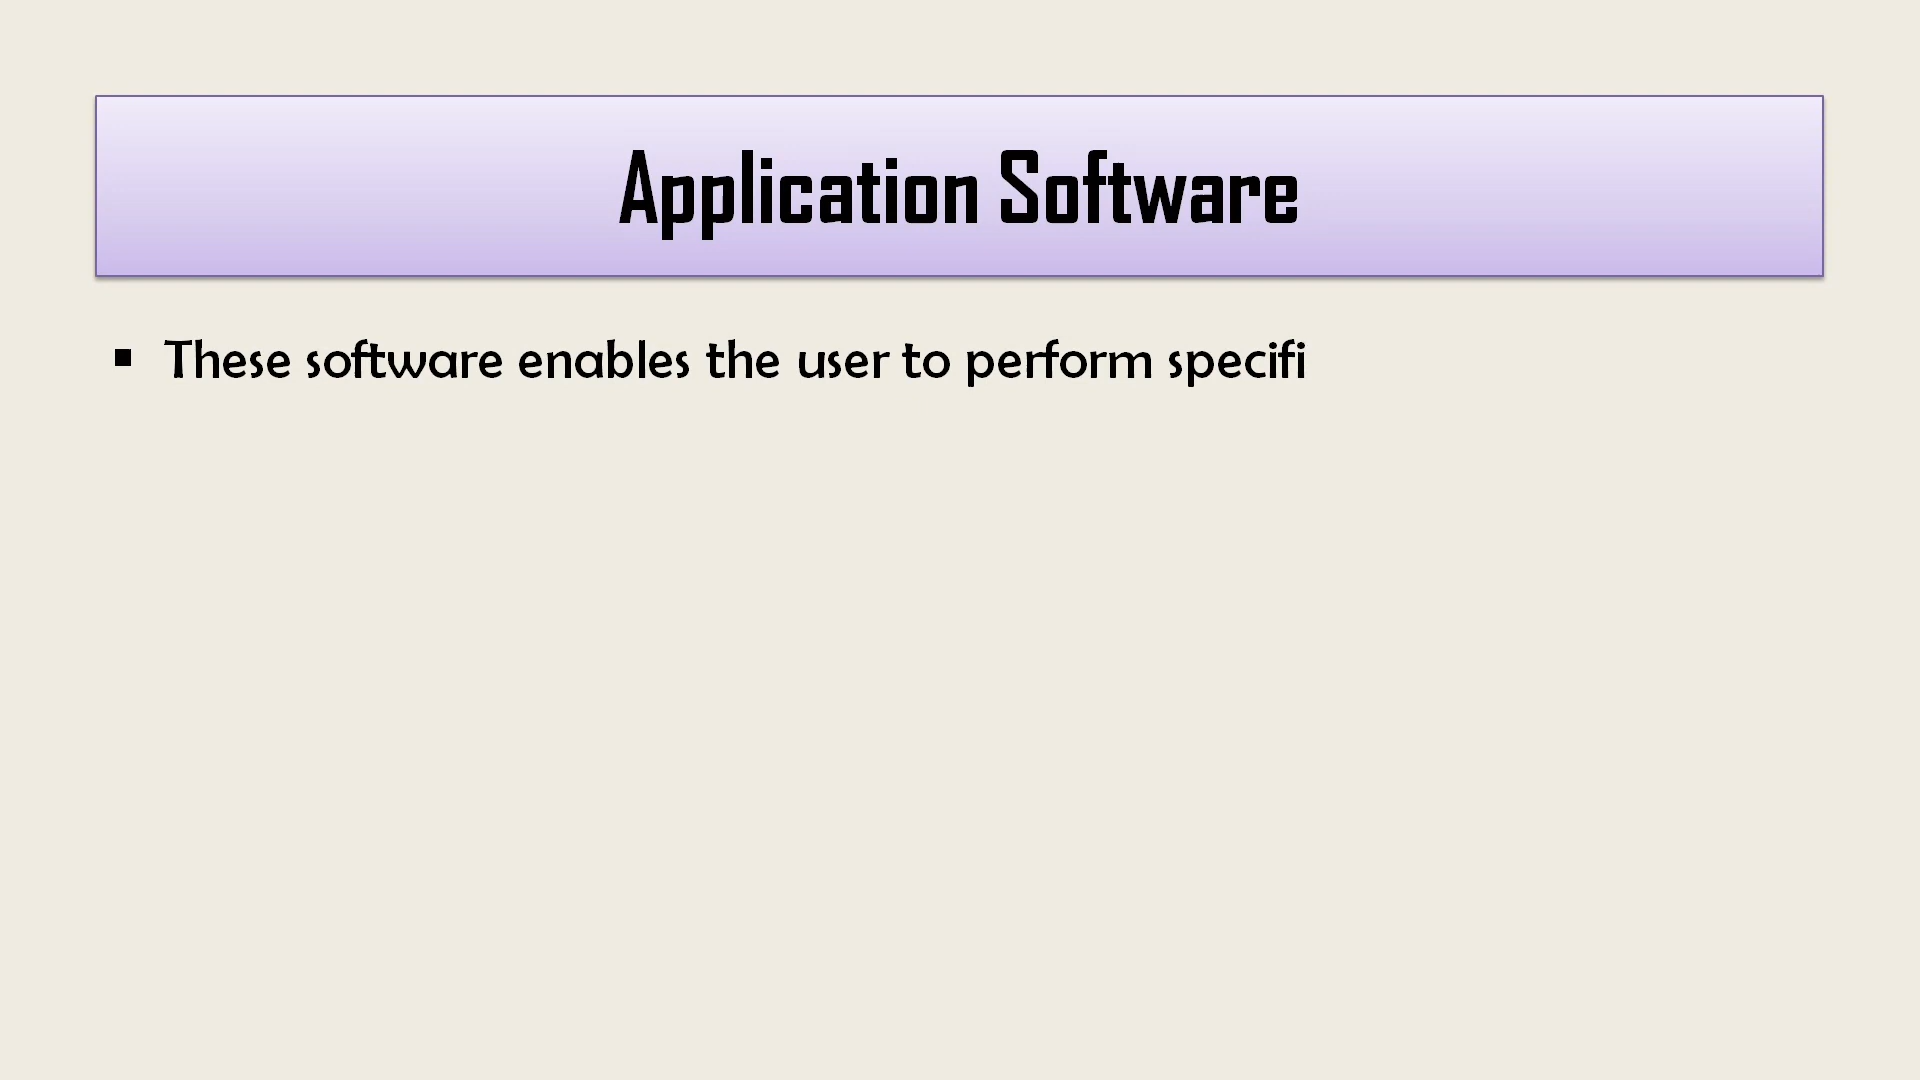 Application Software
▪ These software enables the user to perform specifi